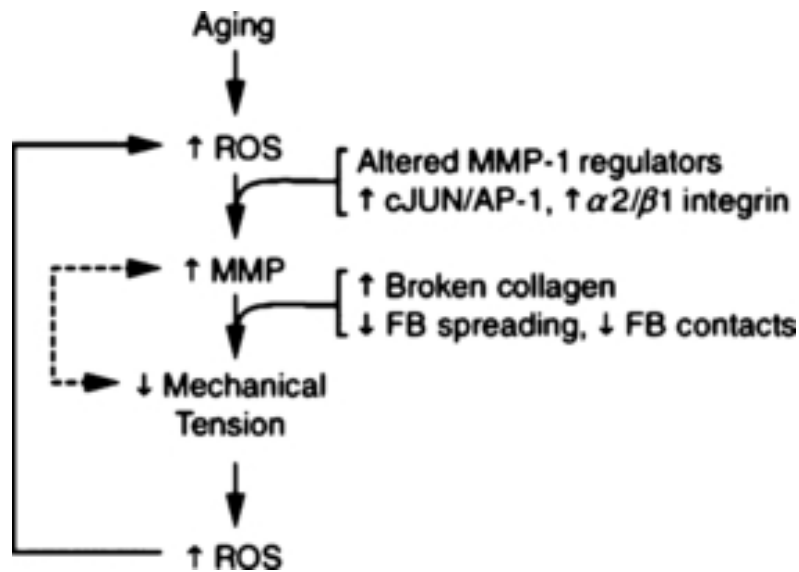 Aging
↑ ROS
Altered MMP-1 regulators
↑ cJUN/AP-1, ↑ α2/β1 integrin
↑ MMP
↑ Broken collagen
↓ FB spreading, ↓ FB contacts
↓ Mechanical
Tension
↑ ROS